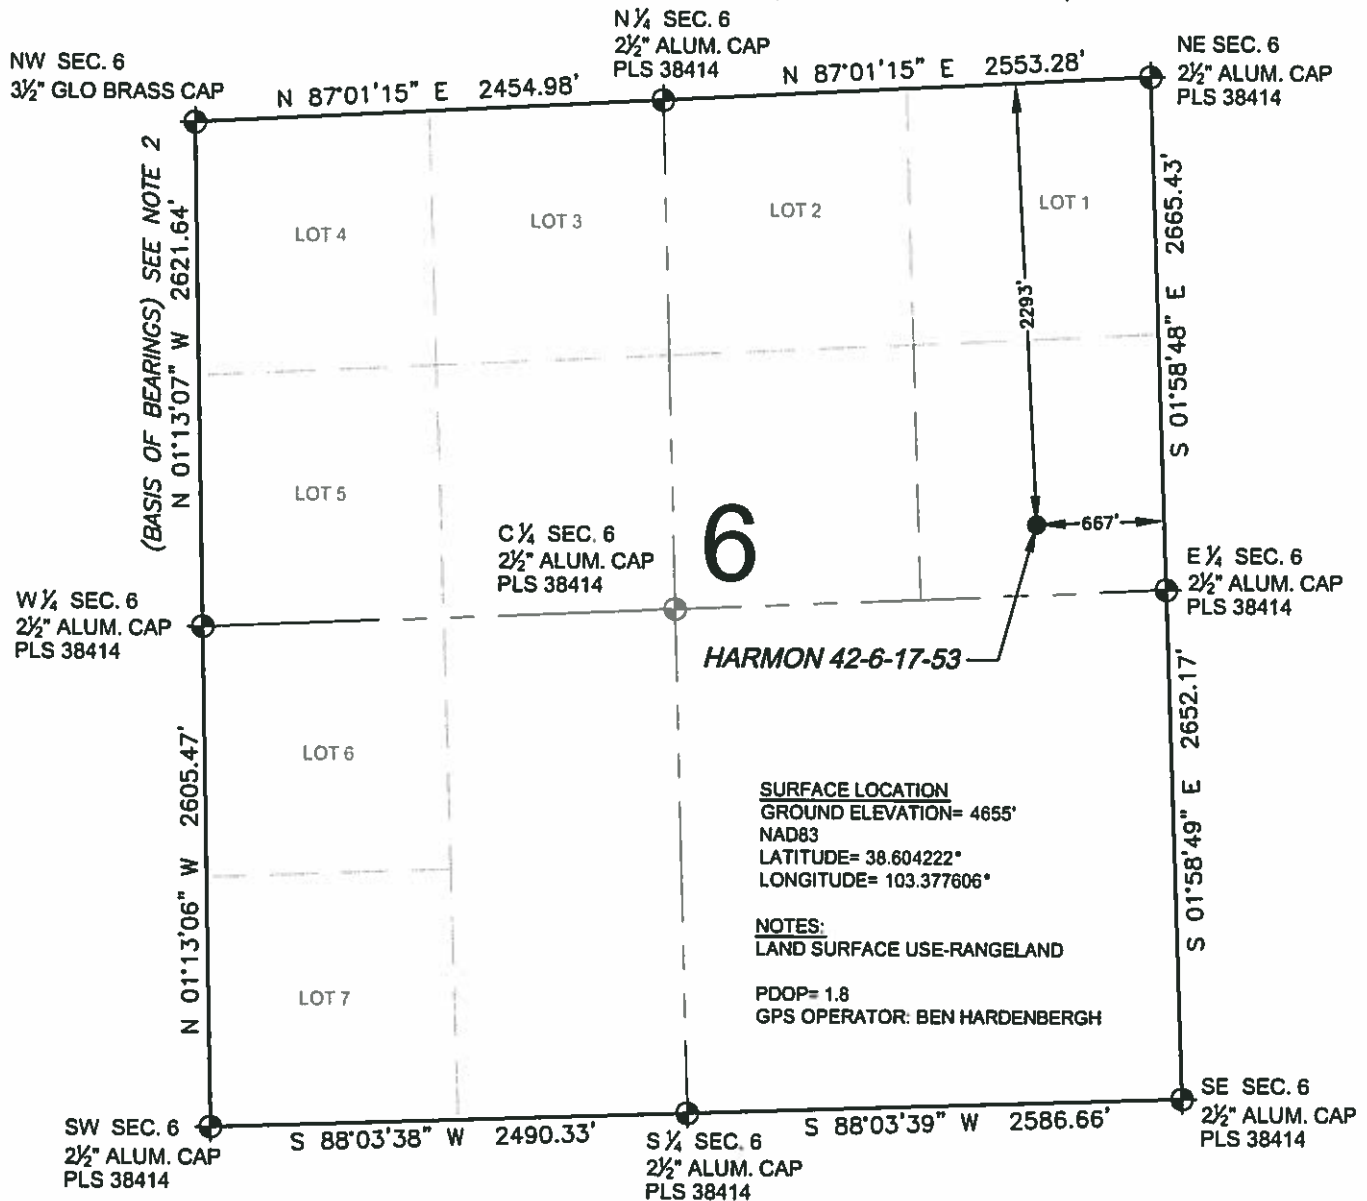 N ¼ SEC. 6
2½" ALUM. CAP
PLS 38414
NW SEC. 6
3½" GLO BRASS CAP
NE SEC. 6
2½" ALUM. CAP
PLS 38414
N 87°01'15" E 2454.98'
N 87°01'15" E 2553.28'
(BASIS OF BEARINGS) SEE NOTE 2
N 01°13'07" W 2621.64'
LOT 4
LOT 3
LOT 2
LOT 1
S 01°58'48" E 2665.43'
2293'
LOT 5
667'
C ¼ SEC. 6
2½" ALUM. CAP
PLS 38414
6
E ¼ SEC. 6
2½" ALUM. CAP
PLS 38414
W ¼ SEC. 6
2½" ALUM. CAP
PLS 38414
HARMON 42-6-17-53
N 01°13'06" W 2605.47'
LOT 6
S 01°58'49" E 2652.17'
SURFACE LOCATION
GROUND ELEVATION= 4655'
NAD83
LATITUDE= 38.604222°
LONGITUDE= 103.377606°
NOTES:
LAND SURFACE USE-RANGELAND
PDOP= 1.8
GPS OPERATOR: BEN HARDENBERGH
LOT 7
SW SEC. 6
2½" ALUM. CAP
PLS 38414
S 88°03'38" W 2490.33'
S ¼ SEC. 6
2½" ALUM. CAP
PLS 38414
S 88°03'39" W 2586.66'
SE SEC. 6
2½" ALUM. CAP
PLS 38414